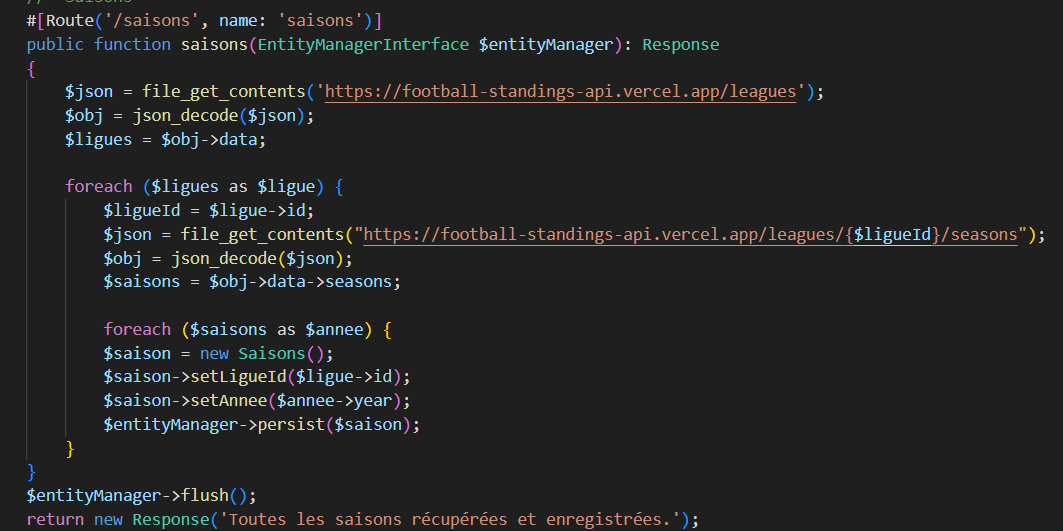 // Saisons
#[Route('/saisons', name: 'saisons')]
public function saisons(EntityManagerInterface $entityManager): Response
{
$json = file_get_contents('https://football-standings-api.vercel.app/leagues');
$obj = json_decode($json);
$ligues = $obj->data;
foreach ($ligues as $ligue) {
$ligueId = $ligue->id;
$json = file_get_contents("https://football-standings-api.vercel.app/leagues/{$ligueId}/seasons");
$obj = json_decode($json);
$saisons = $obj->data->seasons;
foreach ($saisons as $annee) {
$saison = new Saisons();
$saison->setLigueId($ligue->id);
$saison->setAnnee($annee->year);
$entityManager->persist($saison);
}
}
$entityManager->flush();
return new Response('Toutes les saisons récupérées et enregistrées.');